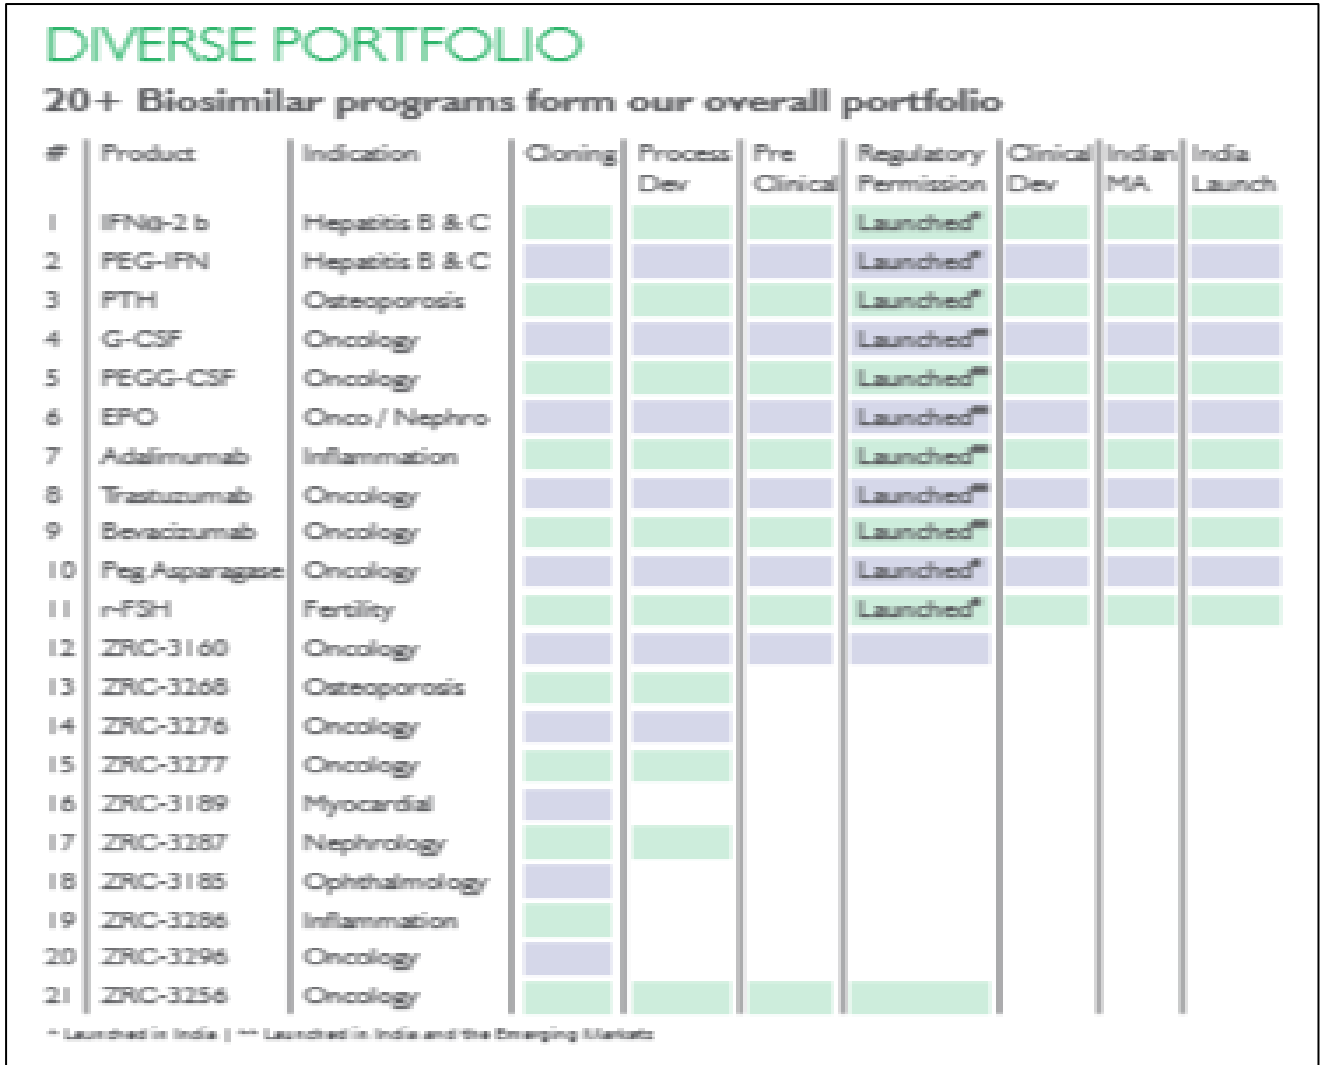 DIVERSE PORTFOLIO
20+ Biosimilar programs form our overall portfolio
# Product Indication Cloning Process Dev Pre Clinical Regulatory Permission Clinical Dev Indian MA India Launch
1 IFNα-2 b Hepatitis B & C Launched*
2 PEG-IFN Hepatitis B & C Launched*
3 PTH Osteoporosis Launched*
4 G-CSF Oncology Launched**
5 PEGG-CSF Oncology Launched**
6 EPO Onco / Nephro Launched**
7 Adalimumab Inflammation Launched**
8 Trastuzumab Oncology Launched**
9 Bevacizumab Oncology Launched**
10 Peg Asparagase Oncology Launched*
11 r-FSH Fertility Launched*
12 ZRC-3160 Oncology
13 ZRC-3268 Osteoporosis
14 ZRC-3276 Oncology
15 ZRC-3277 Oncology
16 ZRC-3189 Myocardial
17 ZRC-3287 Nephrology
18 ZRC-3185 Ophthalmology
19 ZRC-3286 Inflammation
20 ZRC-3296 Oncology
21 ZRC-3256 Oncology
* Launched in India | ** Launched in India and the Emerging Markets